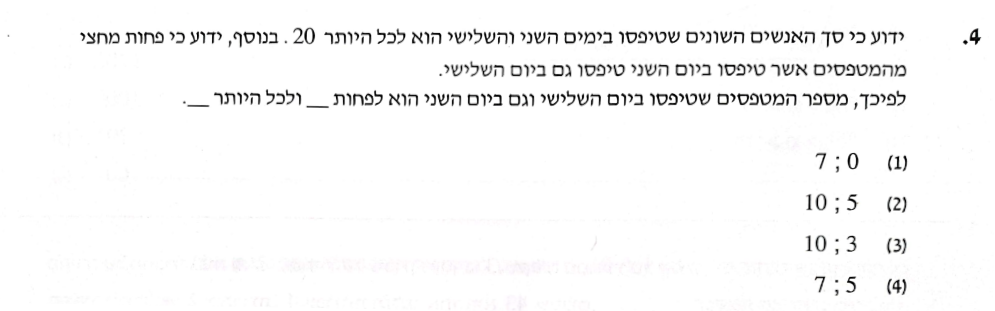 4. ידוע כי סך האנשים השונים שטיפסו בימים השני והשלישי הוא לכל היותר 20. בנוסף, ידוע כי פחות מחצי
מהמטפסים אשר טיפסו ביום השני טיפסו גם ביום השלישי.
לפיכך, מספר המטפסים שטיפסו ביום השלישי וגם ביום השני הוא לפחות __ ולכל היותר __.
(1) 0 ; 7
(2) 5 ; 10
(3) 3 ; 10
(4) 5 ; 7